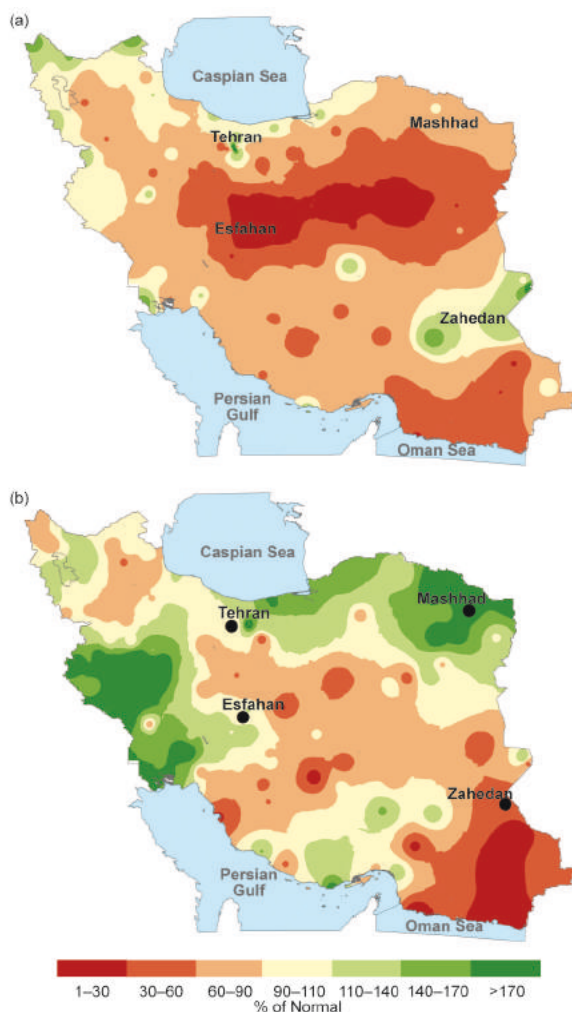 (a)
Caspian Sea
Mashhad
Tehran
Esfahan
Zahedan
Persian
Gulf
Oman Sea
(b)
Caspian Sea
Mashhad
Tehran
Esfahan
Zahedan
Persian
Gulf
Oman Sea
1–30 30–60 60–90 90–110 110–140 140–170 >170
% of Normal